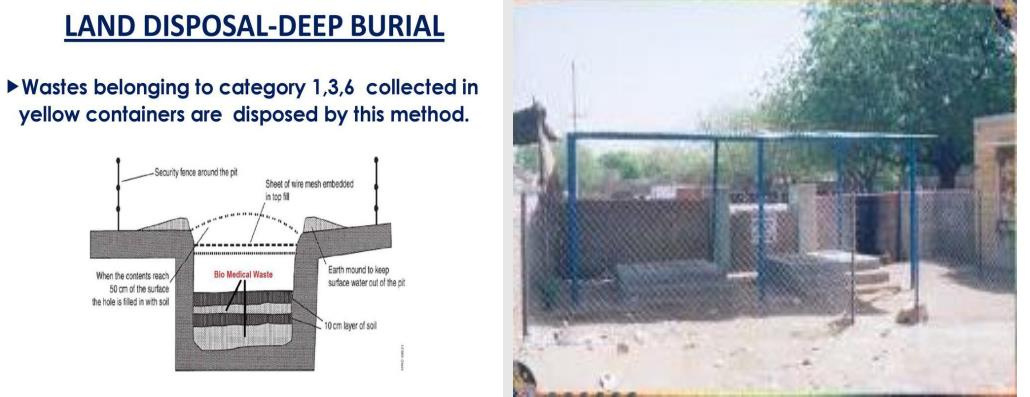 LAND DISPOSAL-DEEP BURIAL
▶Wastes belonging to category 1,3,6 collected in
yellow containers are disposed by this method.
Security fence around the pit
Sheet of wire mesh embedded
in top fill
When the contents reach
50 cm of the surface
the hole is filled in with soil
Bio Medical Waste
Earth mound to keep
surface water out of the pit
10 cm layer of soil